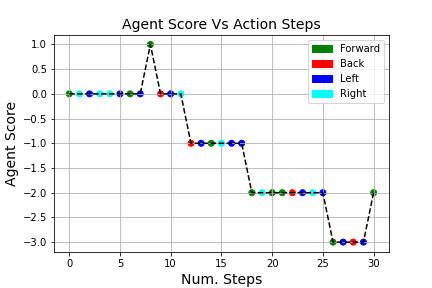 Agent Score Vs Action Steps
Agent Score
1.0
0.5
0.0
−0.5
−1.0
−1.5
−2.0
−2.5
−3.0
Forward
Back
Left
Right
0 5 10 15 20 25 30
Num. Steps